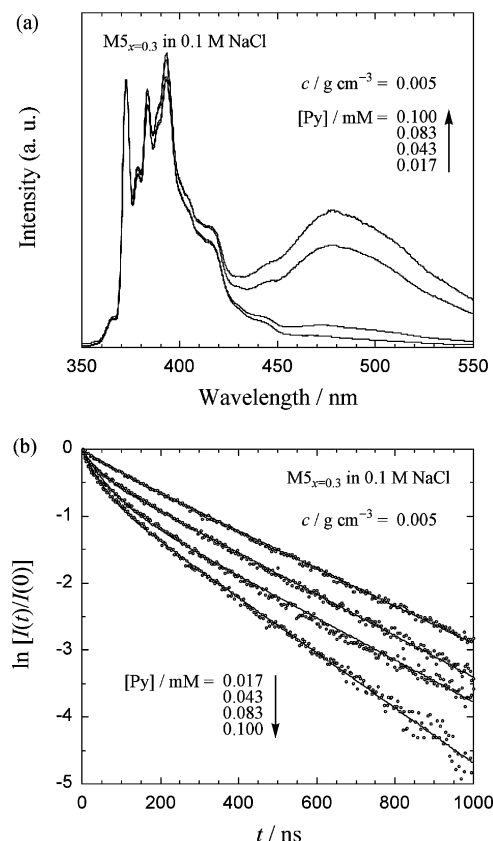 (a)
M5x=0.3 in 0.1 M NaCl
c / g cm−3 = 0.005
[Py] / mM = 0.100
0.083
0.043
0.017
Intensity (a. u.)
350 400 450 500 550
Wavelength / nm
(b)
0
-1
-2
-3
-4
-5
M5x=0.3 in 0.1 M NaCl
c / g cm−3 = 0.005
[Py] / mM = 0.017
0.043
0.083
0.100
ln [I(t)/I(0)]
0 200 400 600 800 1000
t / ns